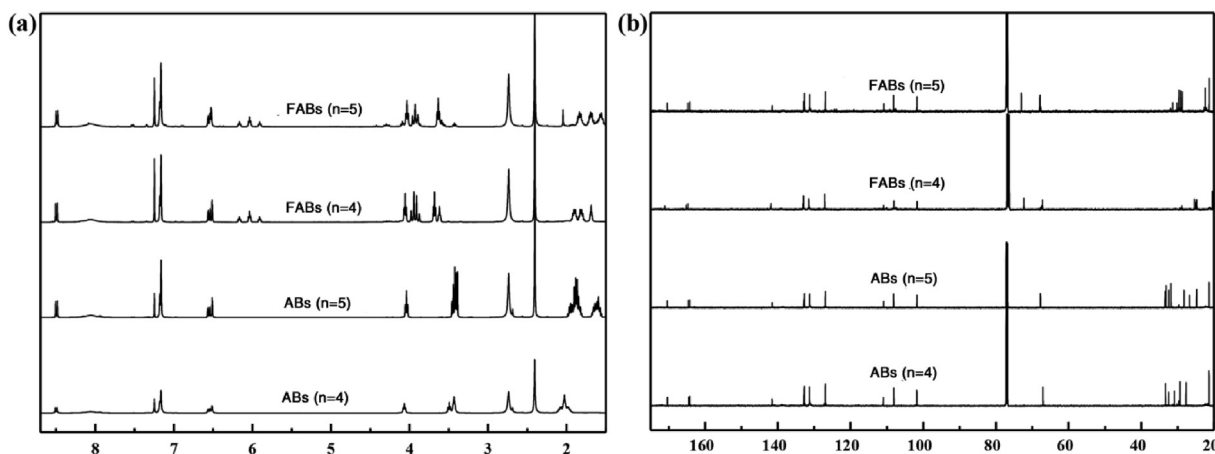 (a)
FABs (n=5)
FABs (n=4)
ABs (n=5)
ABs (n=4)
8 7 6 5 4 3 2
(b)
FABs (n=5)
FABs (n=4)
ABs (n=5)
ABs (n=4)
160 140 120 100 80 60 40 20